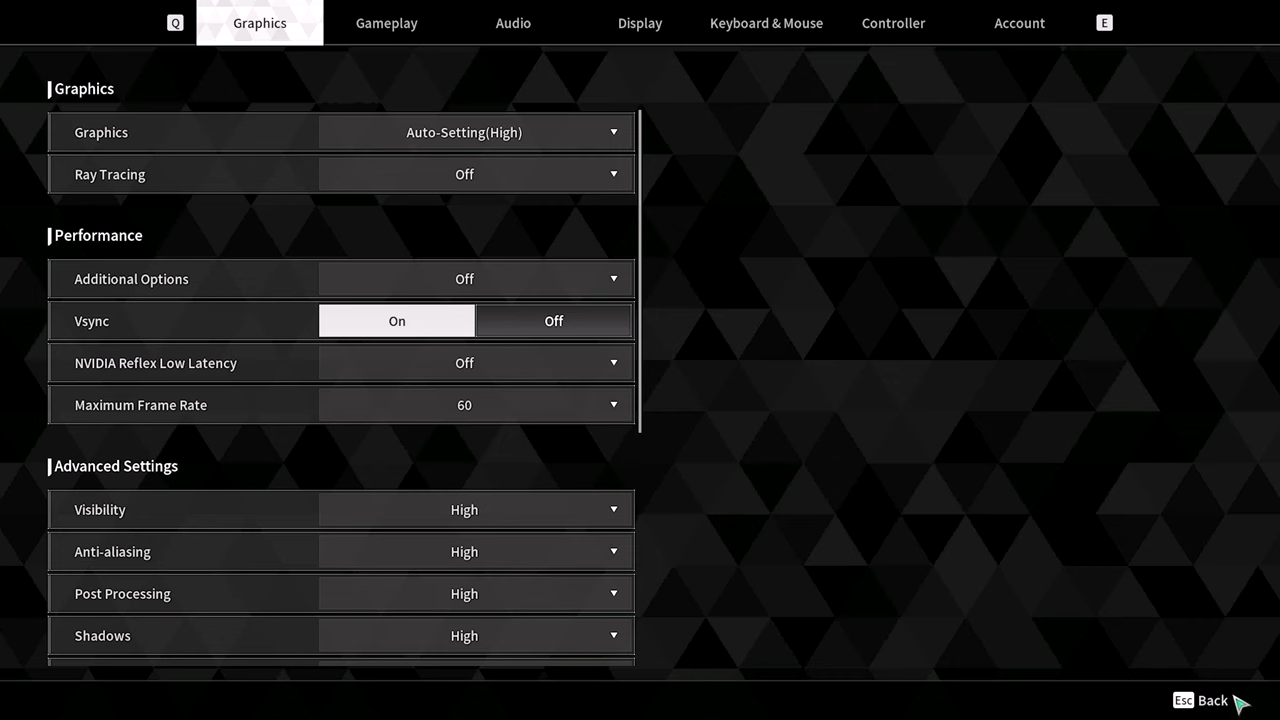 Q Graphics Gameplay Audio Display Keyboard & Mouse Controller Account E
Graphics
Graphics Auto-Setting(High)
Ray Tracing Off
Performance
Additional Options Off
Vsync On Off
NVIDIA Reflex Low Latency Off
Maximum Frame Rate 60
Advanced Settings
Visibility High
Anti-aliasing High
Post Processing High
Shadows High
Esc Back